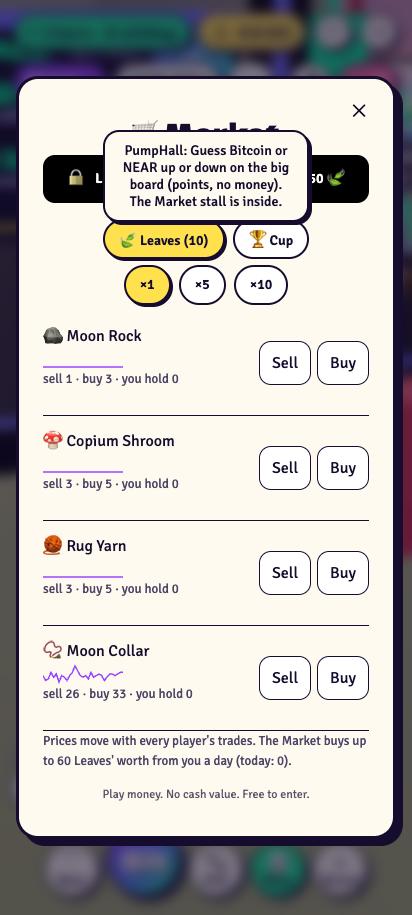 Market
PumpHall: Guess Bitcoin or
NEAR up or down on the big
board (points, no money).
The Market stall is inside.
Leaves (10)
Cup
×1
×5
×10
Moon Rock
sell 1 · buy 3 · you hold 0
Sell
Buy
Copium Shroom
sell 3 · buy 5 · you hold 0
Sell
Buy
Rug Yarn
sell 3 · buy 5 · you hold 0
Sell
Buy
Moon Collar
sell 26 · buy 33 · you hold 0
Sell
Buy
Prices move with every player's trades. The Market buys up
to 60 Leaves' worth from you a day (today: 0).
Play money. No cash value. Free to enter.